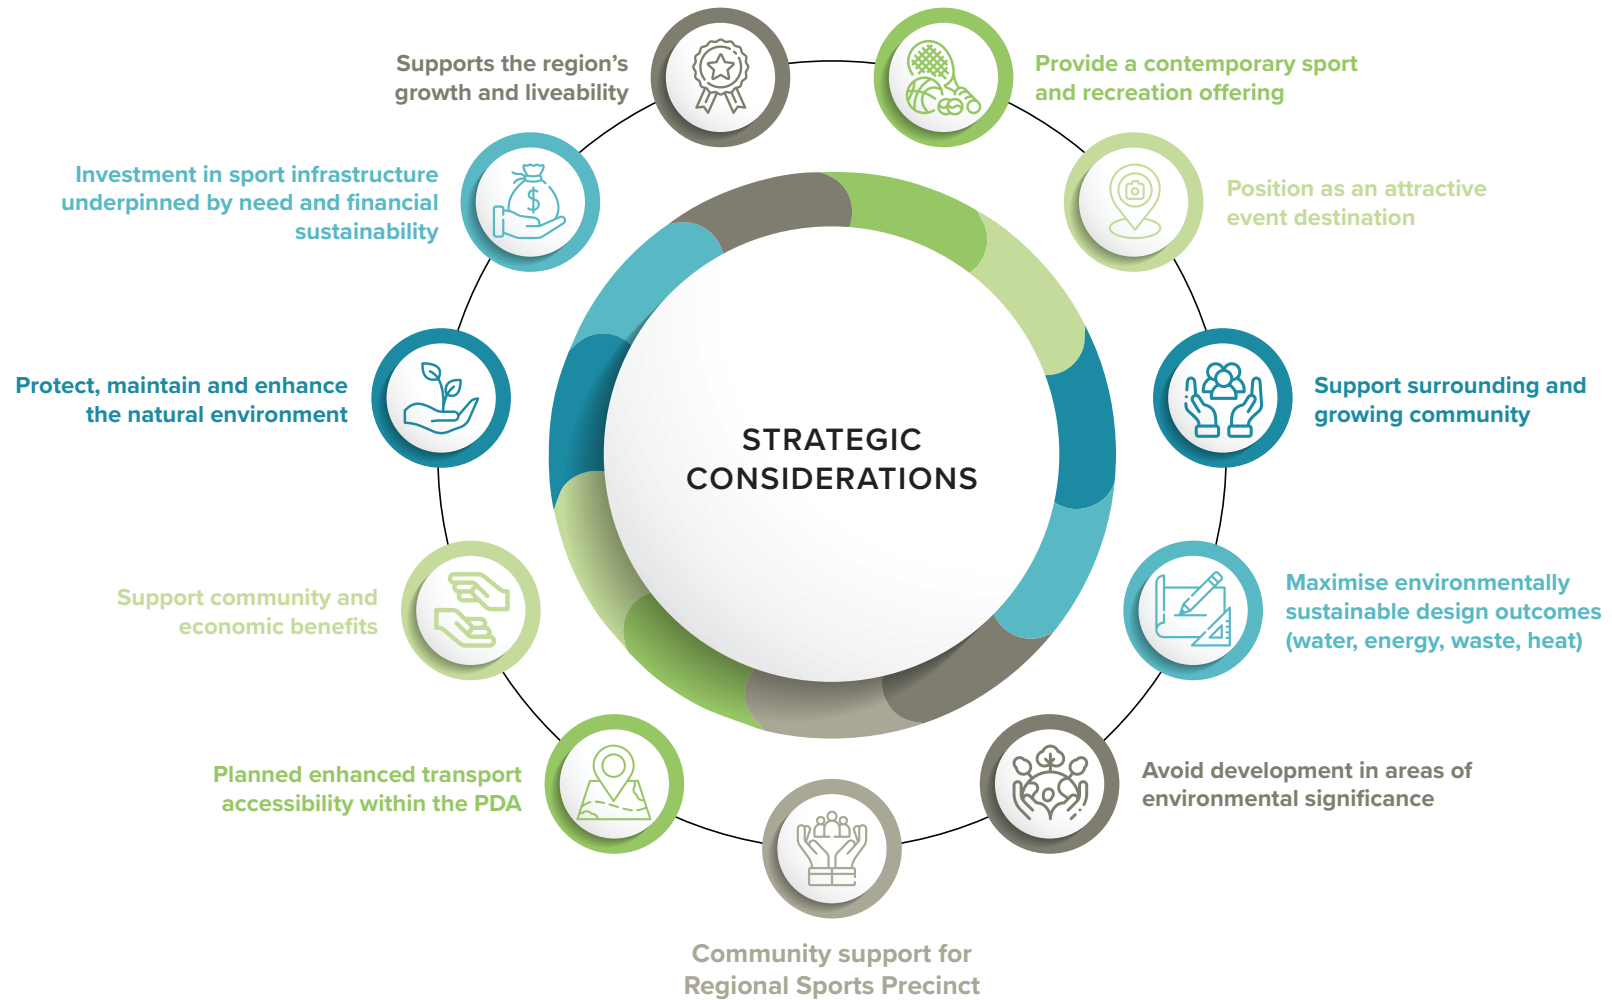 Supports the region’s
growth and liveability
Provide a contemporary sport
and recreation offering
Investment in sport infrastructure
underpinned by need and financial
sustainability
$
Position as an attractive
event destination
Protect, maintain and enhance
the natural environment
Support surrounding and
growing community
STRATEGIC
CONSIDERATIONS
Support community and
economic benefits
Maximise environmentally
sustainable design outcomes
(water, energy, waste, heat)
Planned enhanced transport
accessibility within the PDA
Avoid development in areas of
environmental significance
Community support for
Regional Sports Precinct